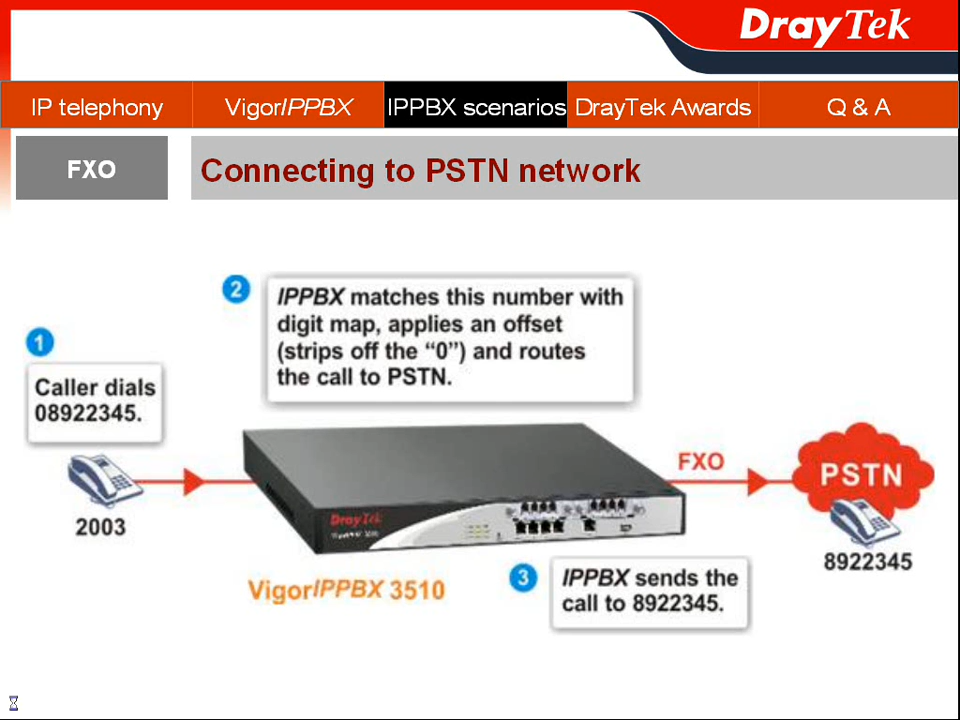 DrayTek
IP telephony
VigorIPPBX
IPPBX scenarios
DrayTek Awards
Q & A
FXO
Connecting to PSTN network
1
Caller dials
08922345.
2003
2
IPPBX matches this number with
digit map, applies an offset
(strips off the “0”) and routes
the call to PSTN.
DrayTek
VigorIPPBX 3510
FXO
PSTN
8922345
3
IPPBX sends the
call to 8922345.